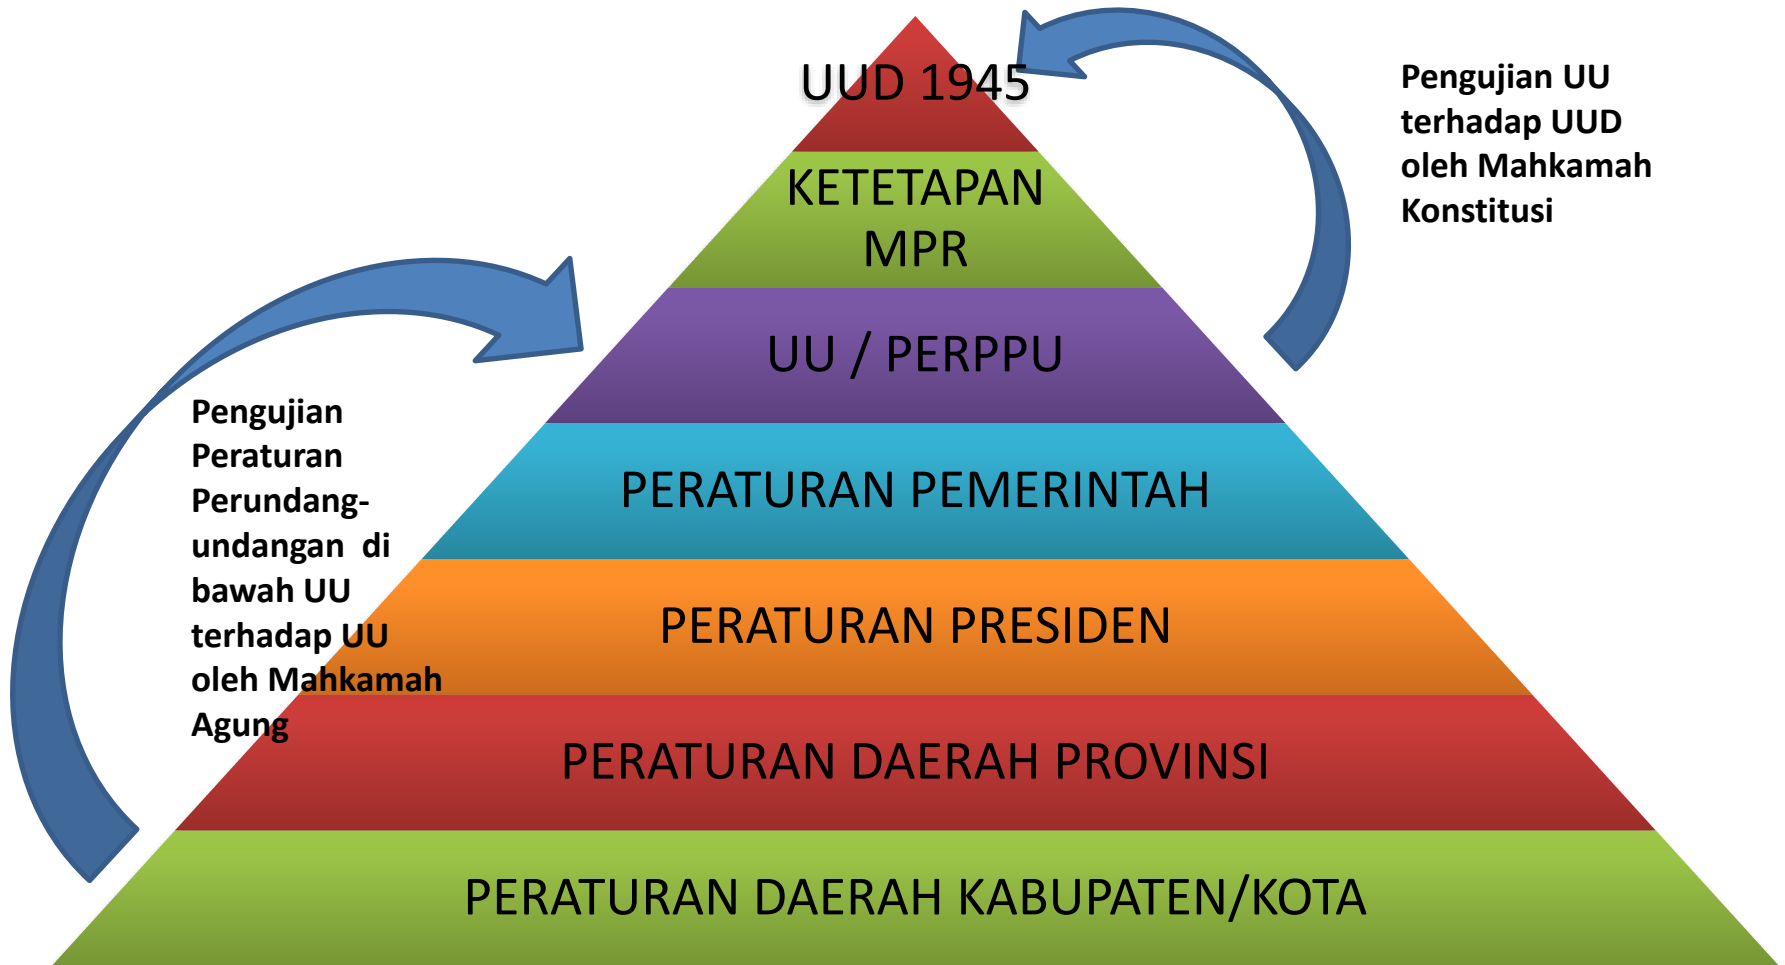 UUD 1945
KETETAPAN
MPR
UU / PERPPU
PERATURAN PEMERINTAH
PERATURAN PRESIDEN
PERATURAN DAERAH PROVINSI
PERATURAN DAERAH KABUPATEN/KOTA
Pengujian UU
terhadap UUD
oleh Mahkamah
Konstitusi
Pengujian
Peraturan
Perundang-
undangan  di
bawah UU
terhadap UU
oleh Mahkamah
Agung